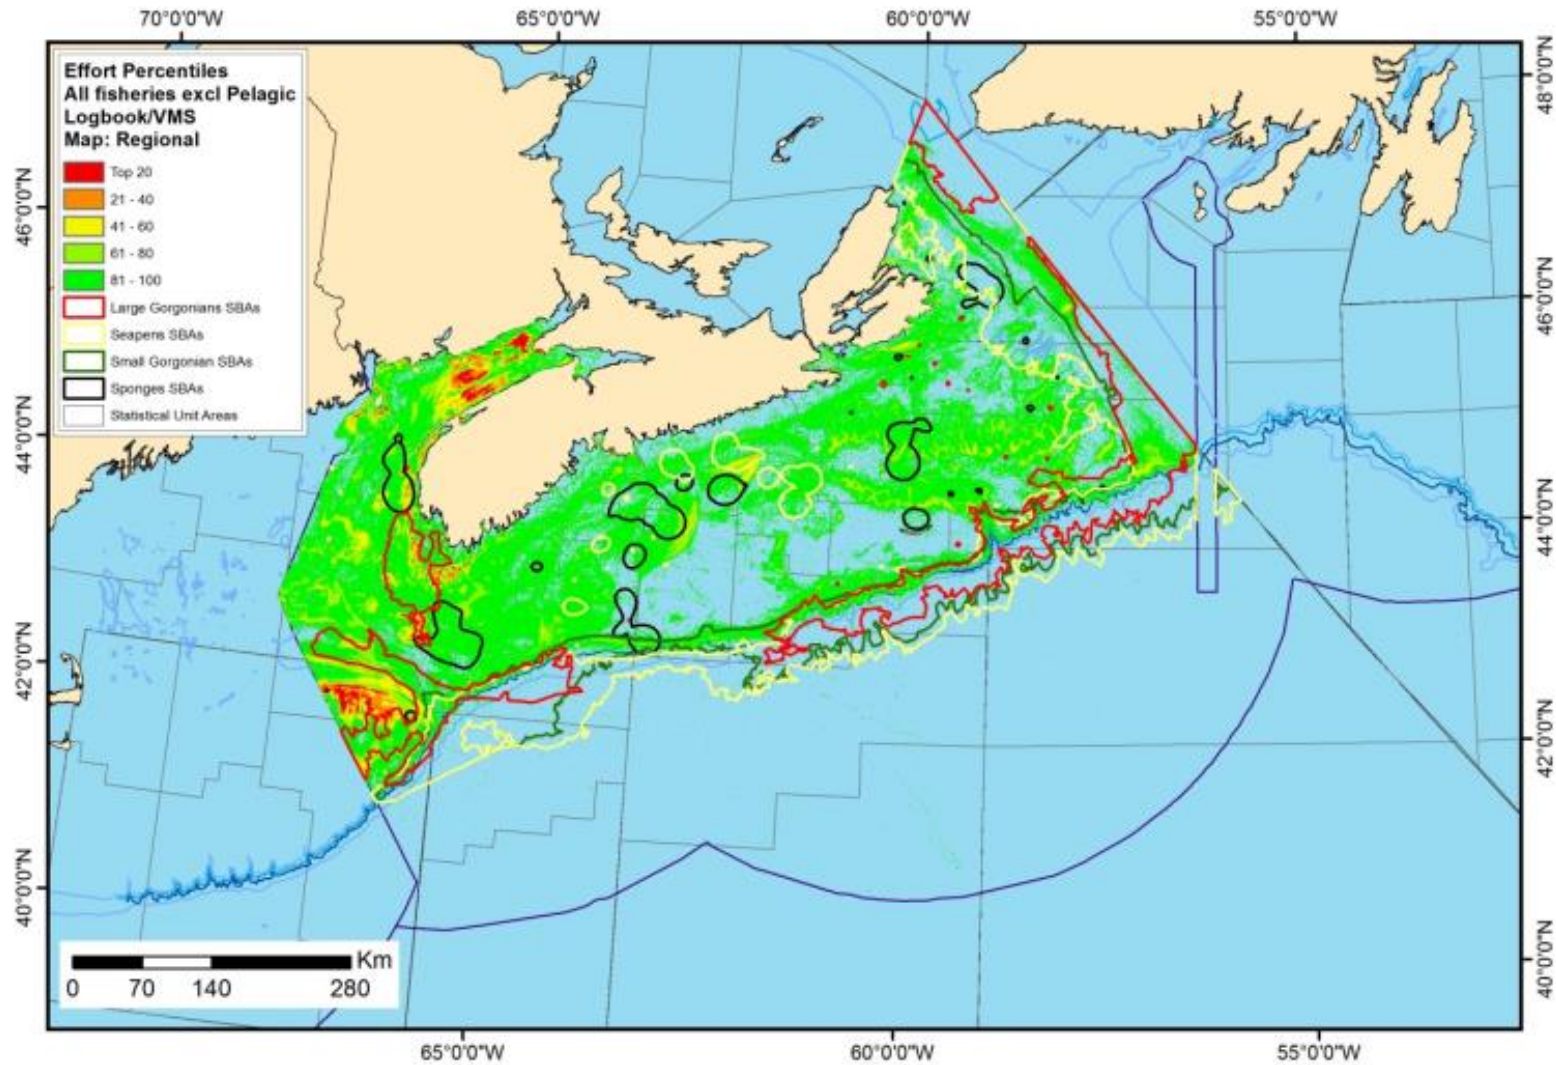 70°0'0"W 65°0'0"W 60°0'0"W 55°0'0"W
Effort Percentiles
All fisheries excl Pelagic
Logbook/VMS
Map: Regional
Top 20
21 - 40
41 - 60
61 - 80
81 - 100
Large Gorgonians SBAs
Seapens SBAs
Small Gorgonian SBAs
Sponges SBAs
Statistical Unit Areas
46°0'0"N
44°0'0"N
42°0'0"N
40°0'0"N
48°0'0"N
46°0'0"N
44°0'0"N
42°0'0"N
40°0'0"N
Km
0 70 140 280
65°0'0"W 60°0'0"W 55°0'0"W